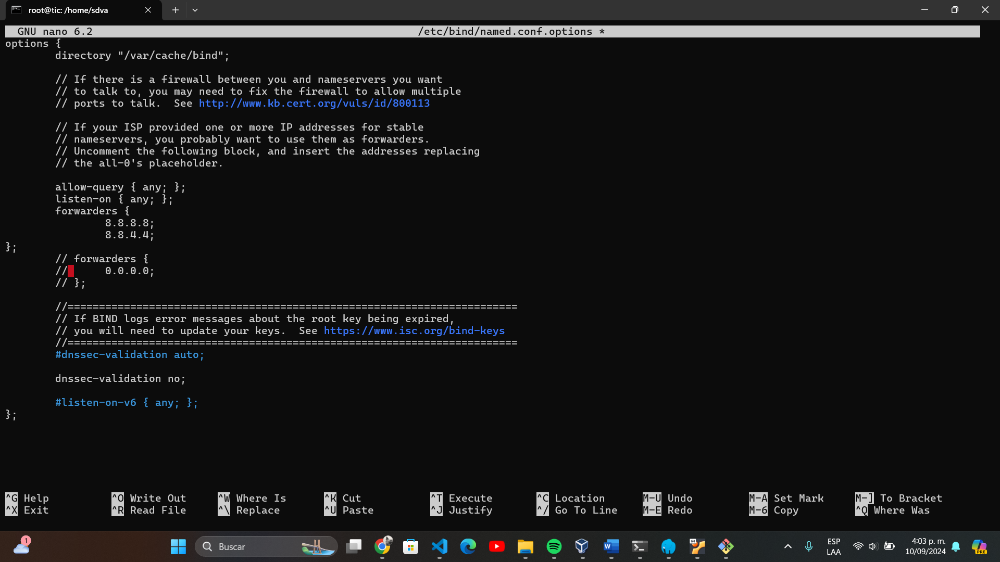 root@tic: /home/sdva
GNU nano 6.2 /etc/bind/named.conf.options *
options {
directory "/var/cache/bind";
// If there is a firewall between you and nameservers you want
// to talk to, you may need to fix the firewall to allow multiple
// ports to talk.  See http://www.kb.cert.org/vuls/id/800113
// If your ISP provided one or more IP addresses for stable
// nameservers, you probably want to use them as forwarders.
// Uncomment the following block, and insert the addresses replacing
// the all-0's placeholder.
allow-query { any; };
listen-on { any; };
forwarders {
8.8.8.8;
8.8.4.4;
};
// forwarders {
//      0.0.0.0;
// };
//========================================================================
// If BIND logs error messages about the root key being expired,
// you will need to update your keys.  See https://www.isc.org/bind-keys
//========================================================================
#dnssec-validation auto;
dnssec-validation no;
#listen-on-v6 { any; };
};
^G Help ^O Write Out ^W Where Is ^K Cut ^T Execute ^C Location M-U Undo M-A Set Mark M-] To Bracket
^X Exit ^R Read File ^\ Replace ^U Paste ^J Justify ^/ Go To Line M-E Redo M-6 Copy ^Q Where Was
1
Buscar
W
64
ESP
LAA
4:03 p. m.
10/09/2024
PRE